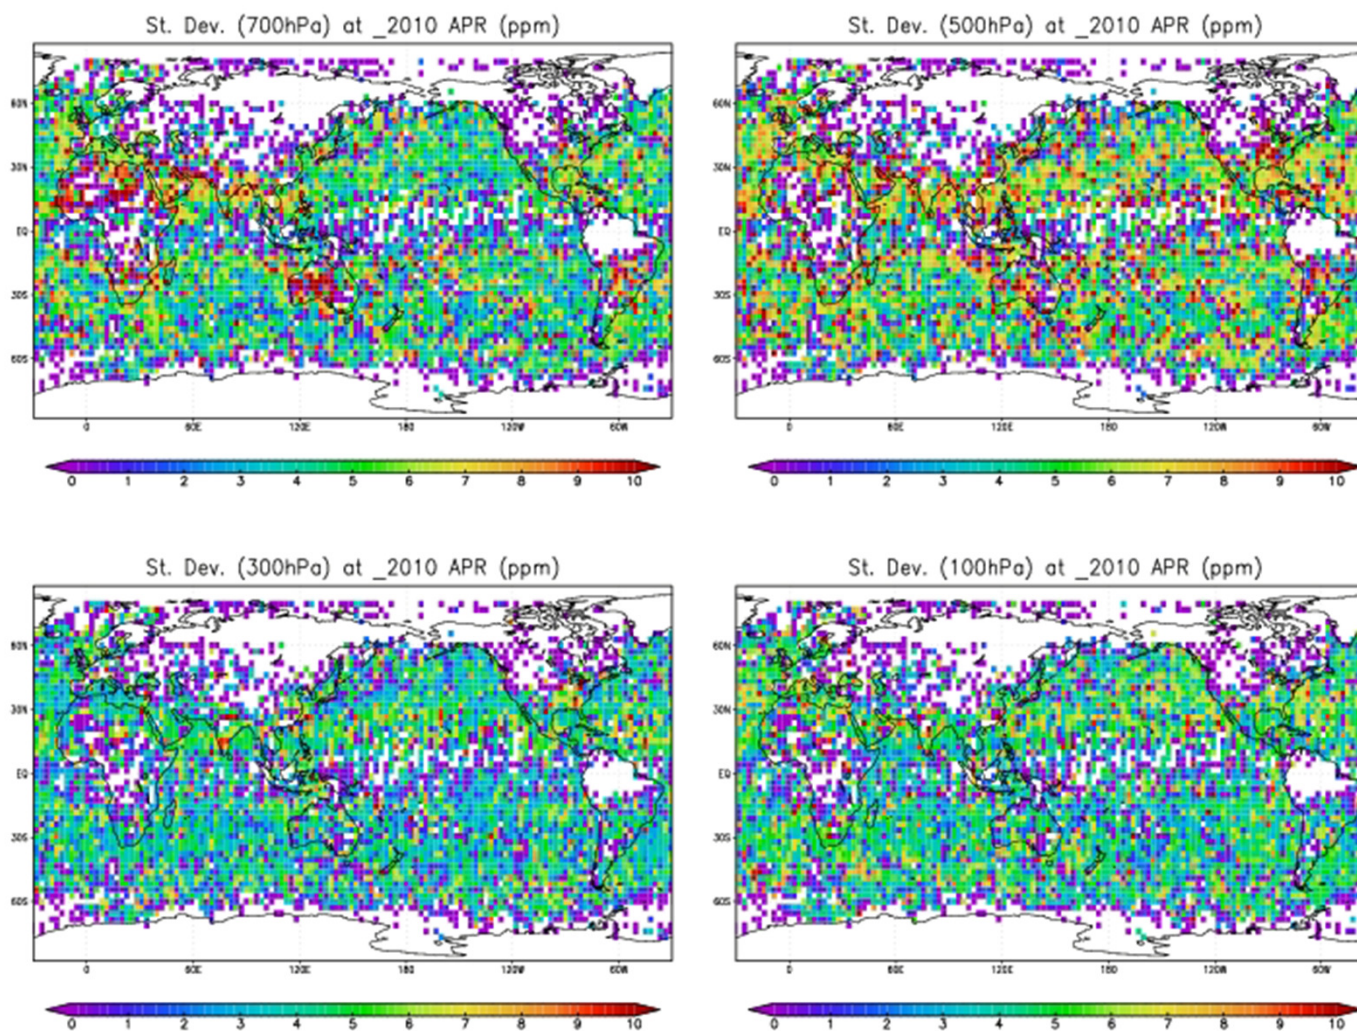 St. Dev. (700hPa) at _2010 APR (ppm)
60N
30N
EQ
30S
60S
0 60E 120E 180 120W 60W
0 1 2 3 4 5 6 7 8 9 10
St. Dev. (500hPa) at _2010 APR (ppm)
60N
30N
EQ
30S
60S
0 60E 120E 180 120W 60W
0 1 2 3 4 5 6 7 8 9 10
St. Dev. (300hPa) at _2010 APR (ppm)
60N
30N
EQ
30S
60S
0 60E 120E 180 120W 60W
0 1 2 3 4 5 6 7 8 9 10
St. Dev. (100hPa) at _2010 APR (ppm)
60N
30N
EQ
30S
60S
0 60E 120E 180 120W 60W
0 1 2 3 4 5 6 7 8 9 10